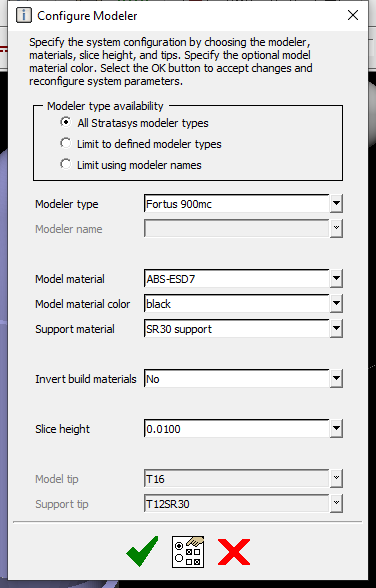 Configure Modeler
Specify the system configuration by choosing the modeler,
materials, slice height, and tips. Specify the optional model
material color. Select the OK button to accept changes and
reconfigure system parameters.
Modeler type availability
All Stratasys modeler types
Limit to defined modeler types
Limit using modeler names
Modeler type Fortus 900mc
Modeler name
Model material ABS-ESD7
Model material color black
Support material SR30 support
Invert build materials No
Slice height 0.0100
Model tip T16
Support tip T12SR30